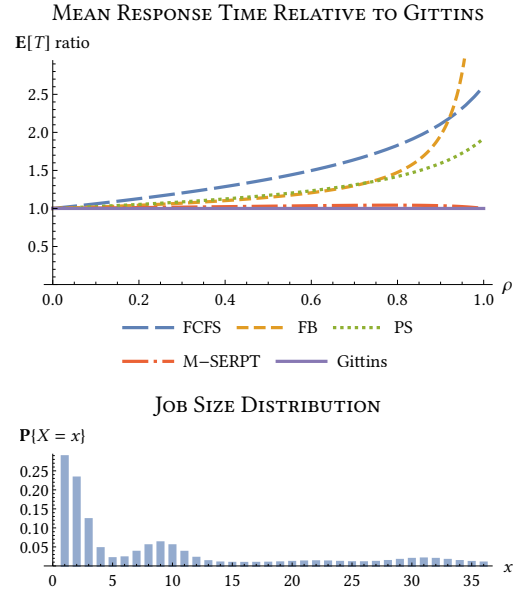 Mean Response Time Relative to Gittins
E[T] ratio
2.5
2.0
1.5
1.0
0.5
0.0 0.2 0.4 0.6 0.8 1.0 ρ
FCFS FB PS
M−SERPT Gittins
Job Size Distribution
P{X = x}
0.25
0.20
0.15
0.10
0.05
0 5 10 15 20 25 30 35 x